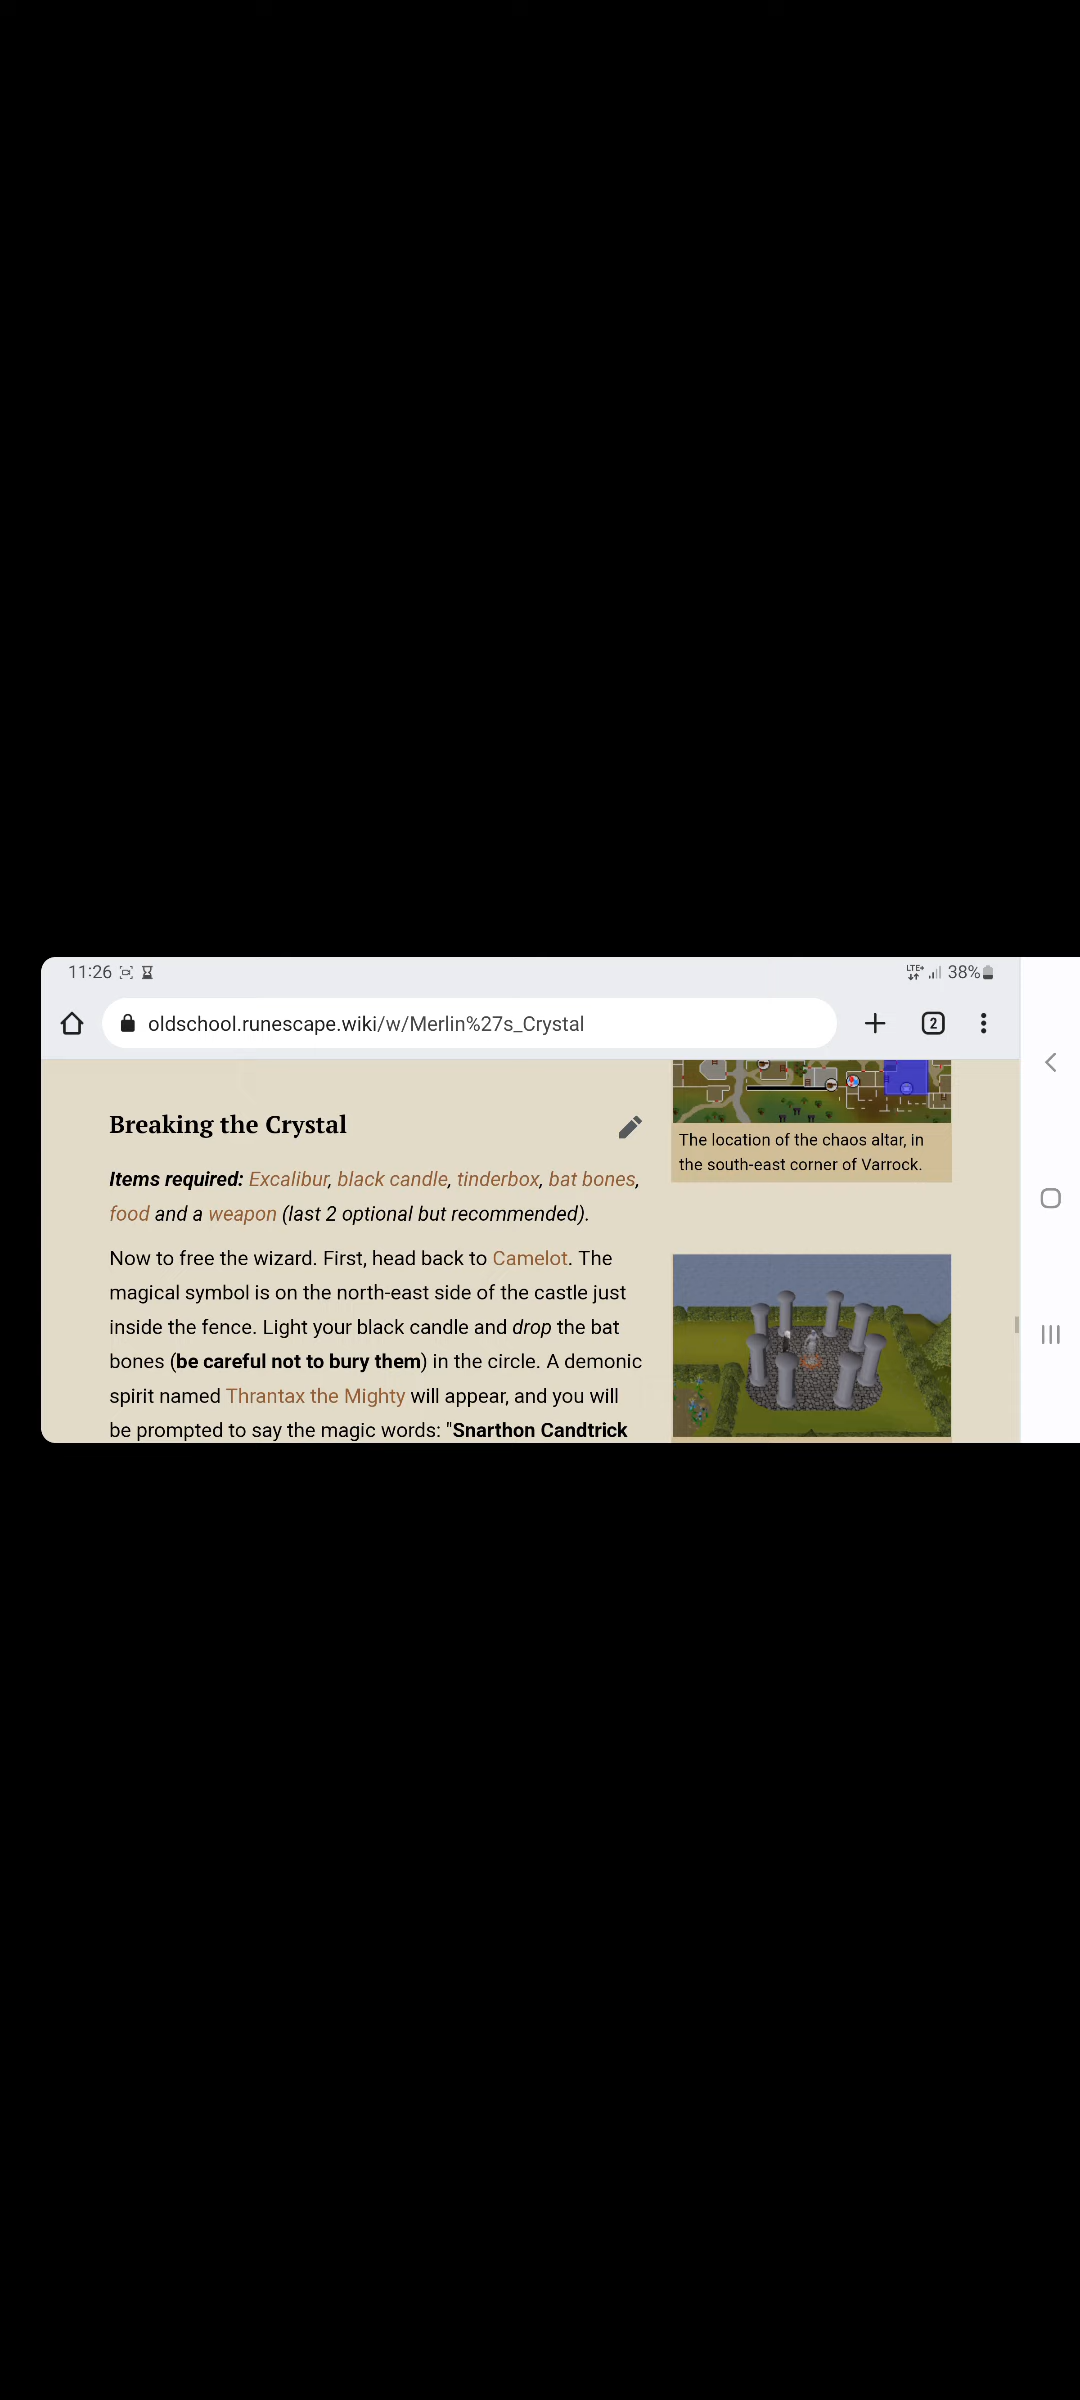 11:26
LTE+ 38%
oldschool.runescape.wiki/w/Merlin%27s_Crystal
2
The location of the chaos altar, in
the south-east corner of Varrock.
Breaking the Crystal
Items required: Excalibur, black candle, tinderbox, bat bones,
food and a weapon (last 2 optional but recommended).
Now to free the wizard. First, head back to Camelot. The
magical symbol is on the north-east side of the castle just
inside the fence. Light your black candle and drop the bat
bones (be careful not to bury them) in the circle. A demonic
spirit named Thrantax the Mighty will appear, and you will
be prompted to say the magic words: "Snarthon Candtrick